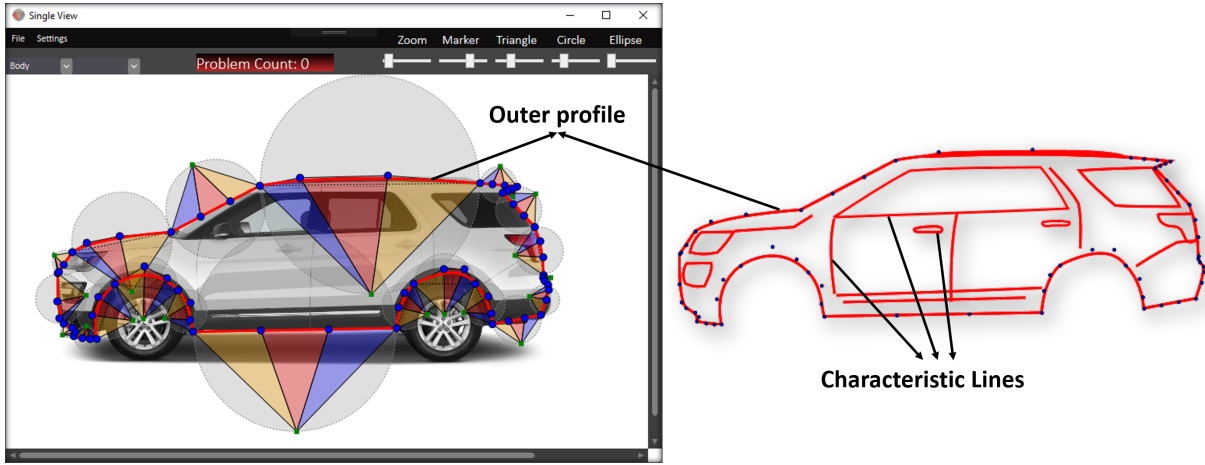 Single View
File Settings
Zoom Marker Triangle Circle Ellipse
Body
Problem Count: 0
Outer profile
Characteristic Lines